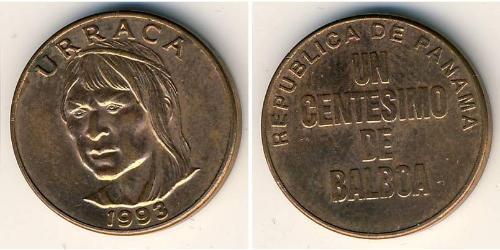 URRACA
1993
REPUBLICA DE PANAMA
UN
CENTESIMO
DE
BALBOA